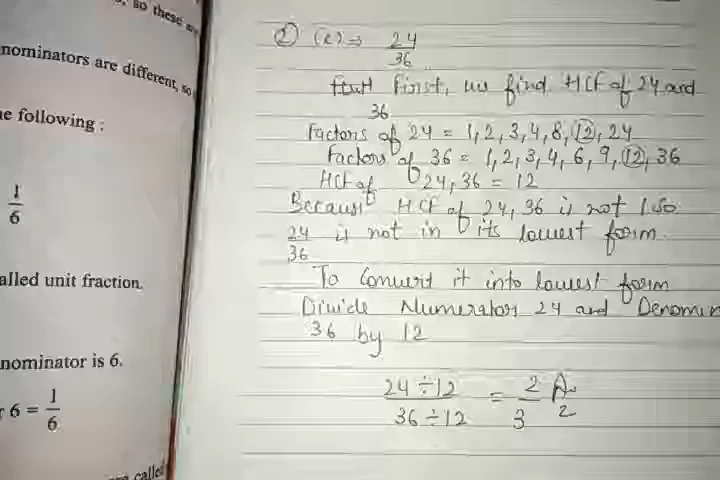 so these
nominators are different, so
e following :
1
6
alled unit fraction.
nominator is 6.
6 = 1/6
called
2) (e) ⇒ 24/36
First, we find HCF of 24 and
36
Factors of 24 = 1, 2, 3, 4, 8, 12, 24
Factors of 36 = 1, 2, 3, 4, 6, 9, 12, 36
HCF of 24, 36 = 12
Because HCF of 24, 36 is not 1. So
24/36 is not in its lowest form.
To Convert it into lowest form
Divide Numerator 24 and Denomin
36 by 12
24 ÷ 12 / 36 ÷ 12 = 2/3